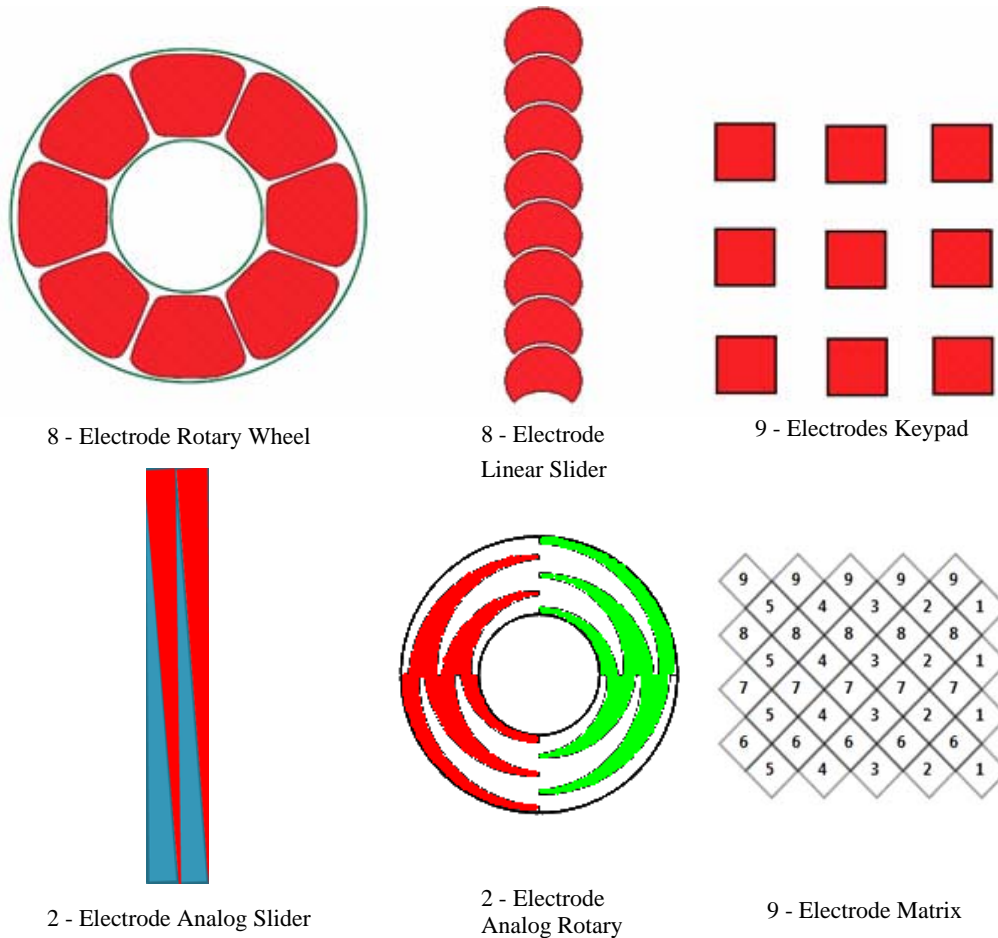 8 - Electrode Rotary Wheel
8 - Electrode
Linear Slider
9 - Electrodes Keypad
2 - Electrode Analog Slider
2 - Electrode
Analog Rotary
9 9 9 9 9
5 4 3 2 1
8 8 8 8 8
5 4 3 2 1
7 7 7 7 7
5 4 3 2 1
6 6 6 6 6
5 4 3 2 1
9 - Electrode Matrix